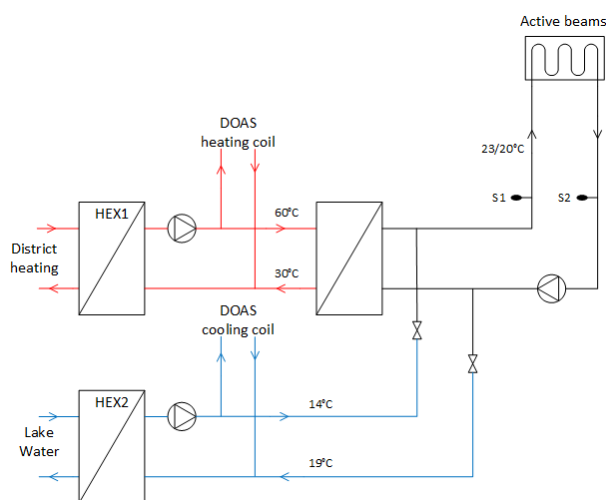 Active beams
DOAS
heating coil
23/20°C
HEX1
60°C
S1
S2
District
heating
30°C
DOAS
cooling coil
HEX2
14°C
Lake
Water
19°C